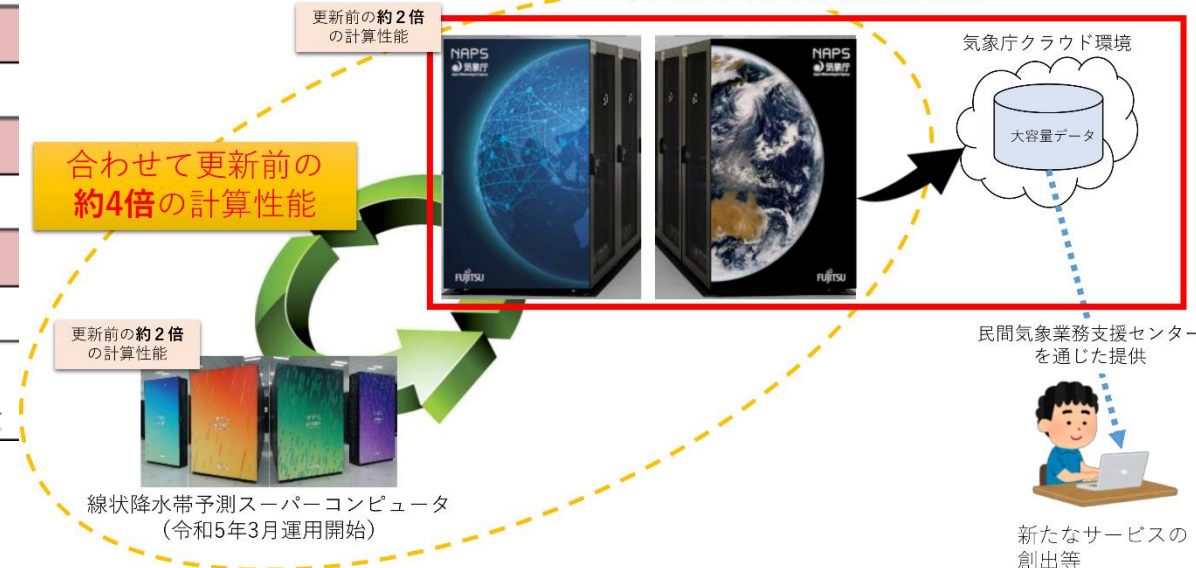 更新前の約2倍
の計算性能
NAPS
気象庁
Japan Meteorological Agency
FUJITSU
NAPS
気象庁
Japan Meteorological Agency
FUJITSU
気象庁クラウド環境
大容量データ
合わせて更新前の
約4倍の計算性能
更新前の約2倍
の計算性能
線状降水帯予測スーパーコンピュータ
(令和5年3月運用開始)
民間気象業務支援センター
を通じた提供
新たなサービスの
創出等